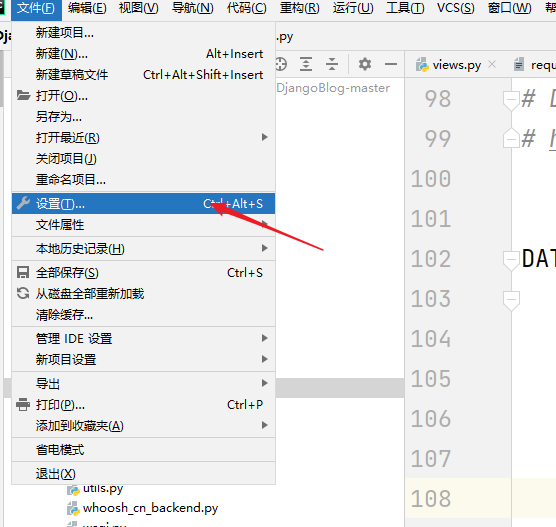 文件(F) 编辑(E) 视图(V) 导航(N) 代码(C) 重构(R) 运行(U) 工具(T) VCS(S) 窗口(W) 帮
新建项目...
.py
新建(N)... Alt+Insert
新建草稿文件 Ctrl+Alt+Shift+Insert
views.py requ
打开(O)...
DjangoBlog-master
98 # D
另存为...
打开最近(R)
99 # h
关闭项目(J)
重命名项目...
100
设置(T)... Ctrl+Alt+S
101
文件属性
本地历史记录(H)
102 DAT
全部保存(S) Ctrl+S
从磁盘全部重新加载
103
清除缓存...
管理 IDE 设置
104
新项目设置
导出
105
打印(P)... Ctrl+P
106
添加到收藏夹(A)
省电模式
107
退出(X)
utils.py
108
whoosh_cn_backend.py
wsgi.py